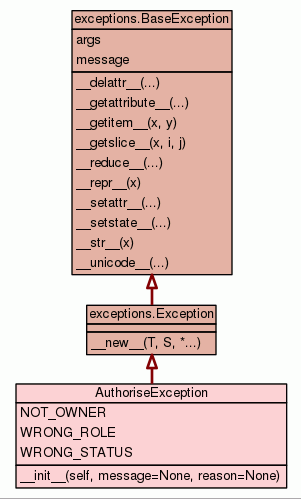 exceptions.BaseException
args
message
__delattr__(...)
__getattribute__(...)
__getitem__(x, y)
__getslice__(x, i, j)
__reduce__(...)
__repr__(x)
__setattr__(...)
__setstate__(...)
__str__(x)
__unicode__(...)
exceptions.Exception
__new__(T, S, *...)
AuthoriseException
NOT_OWNER
WRONG_ROLE
WRONG_STATUS
__init__(self, message=None, reason=None)